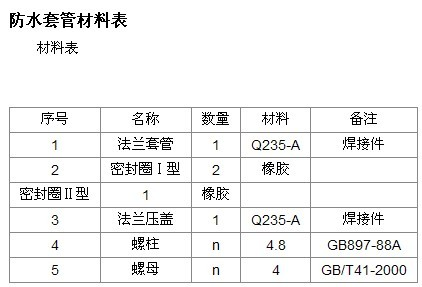 防水套管材料表
材料表
序号 名称 数量 材料 备注
1 法兰套管 1 Q235-A 焊接件
2 密封圈Ⅰ型 2 橡胶
密封圈Ⅱ型 1 橡胶
3 法兰压盖 1 Q235-A 焊接件
4 螺柱 n 4.8 GB897-88A
5 螺母 n 4 GB/T41-2000